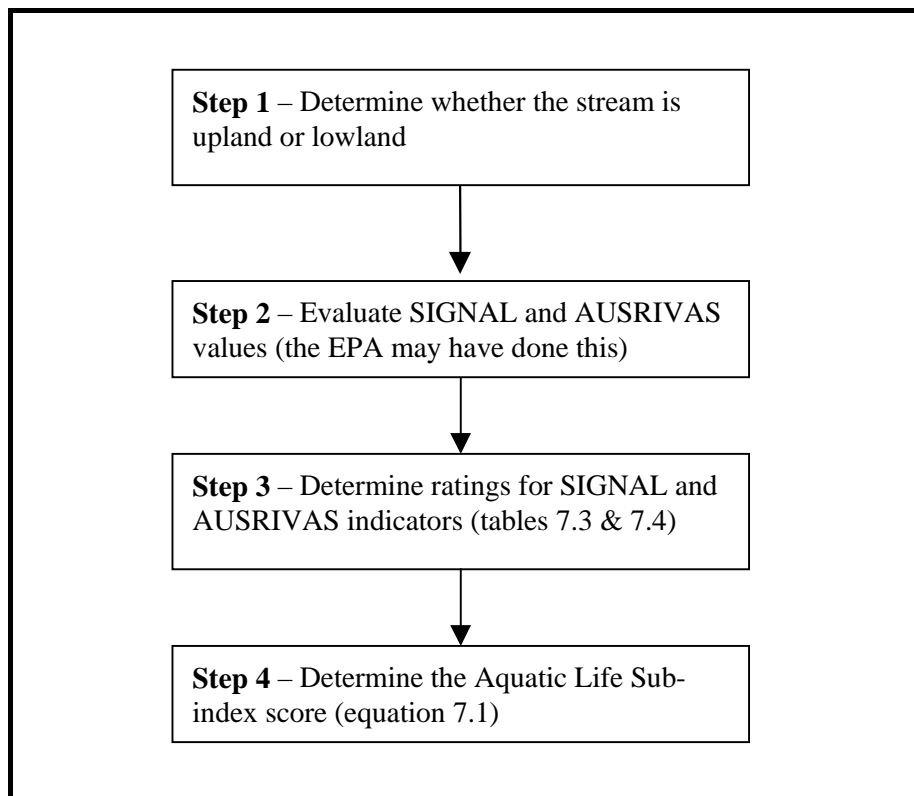 Step 1 – Determine whether the stream is
upland or lowland
Step 2 – Evaluate SIGNAL and AUSRIVAS
values (the EPA may have done this)
Step 3 – Determine ratings for SIGNAL and
AUSRIVAS indicators (tables 7.3 & 7.4)
Step 4 – Determine the Aquatic Life Sub-
index score (equation 7.1)